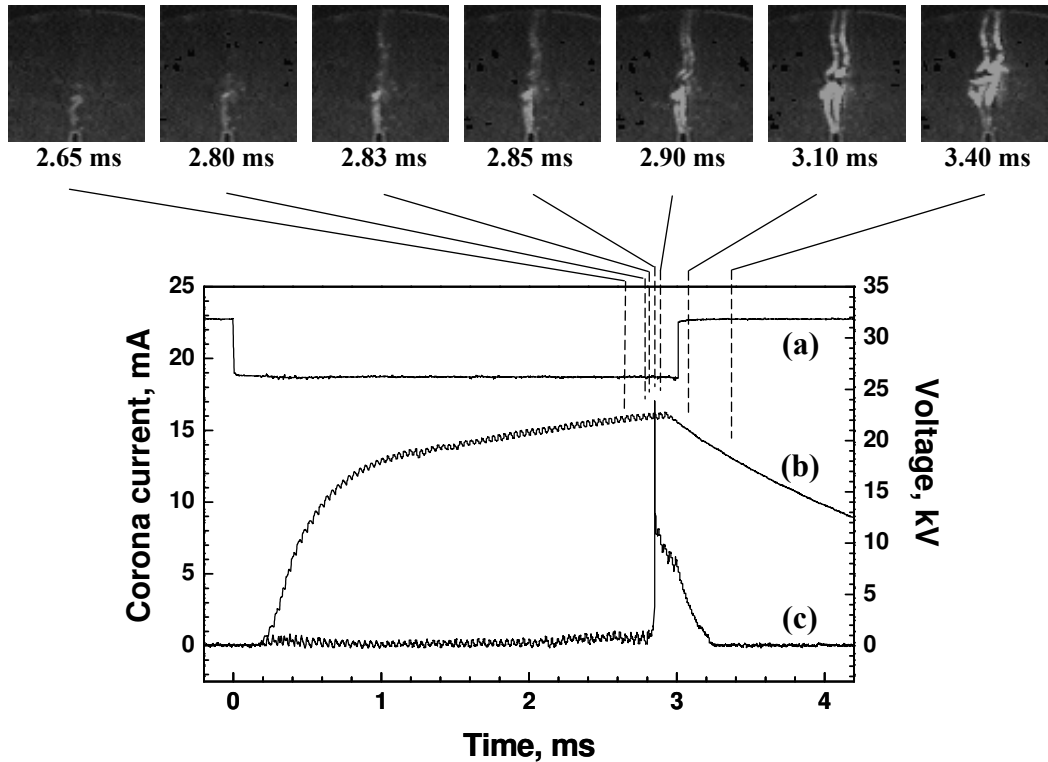 2.65 ms 2.80 ms 2.83 ms 2.85 ms 2.90 ms 3.10 ms 3.40 ms
25 35
(a)
20 30
25
15 20
(b)
10 15
10
5 5
(c)
0 0
0 1 2 3 4
Corona current, mA
Voltage, kV
Time, ms